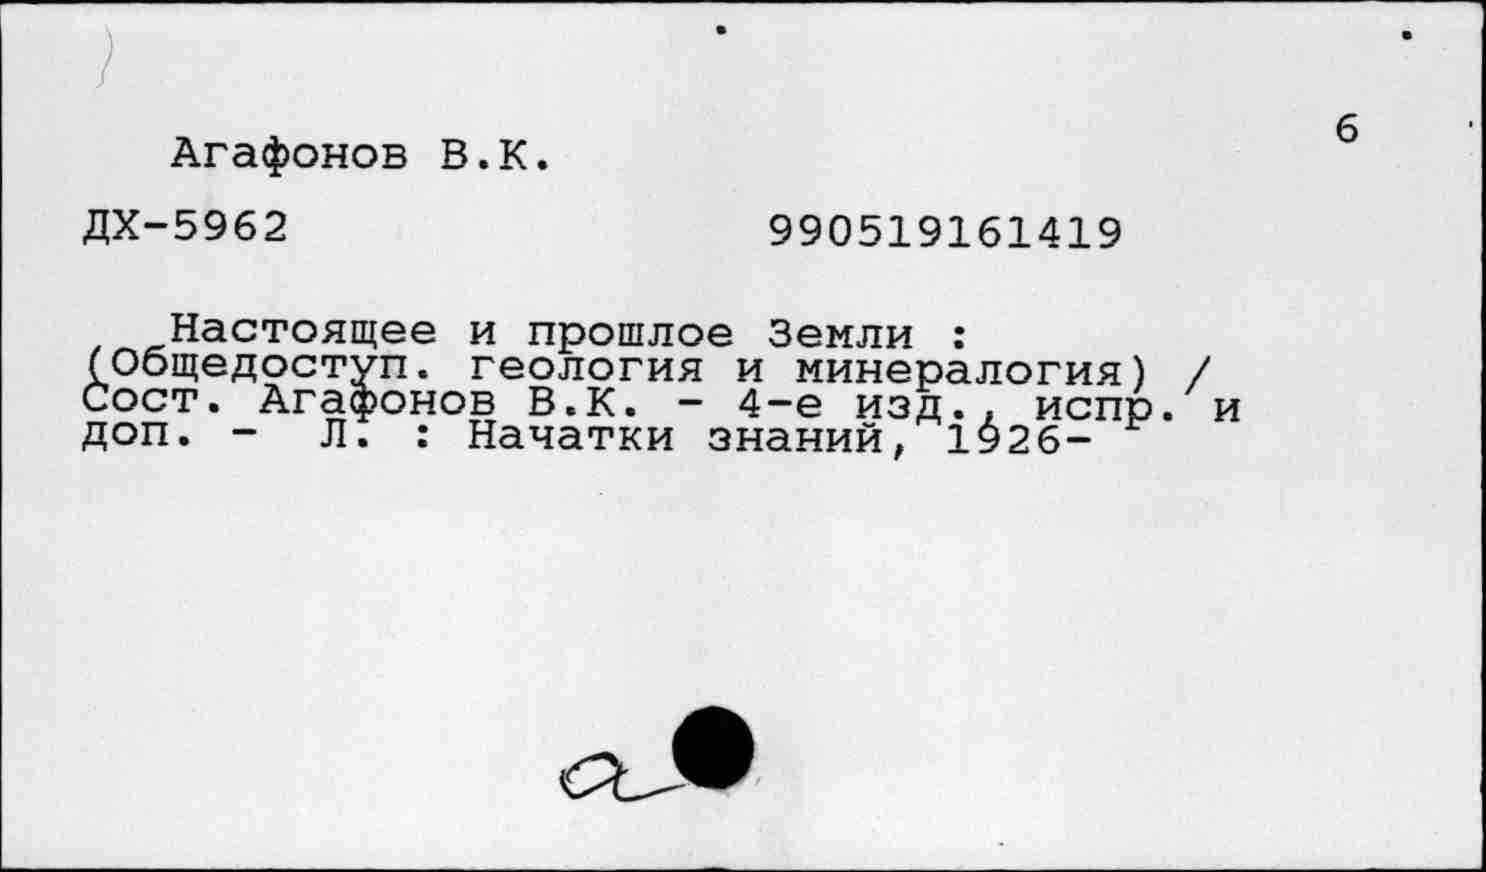 6
Агафонов В.К.
ДХ-5962 990519161419
Настоящее и прошлое Земли :
(Общедоступ. геология и минералогия) /
Сост. Агафонов В.К. - 4-е изд., испр. и
доп. - Л. : Начатки знаний, 1926-